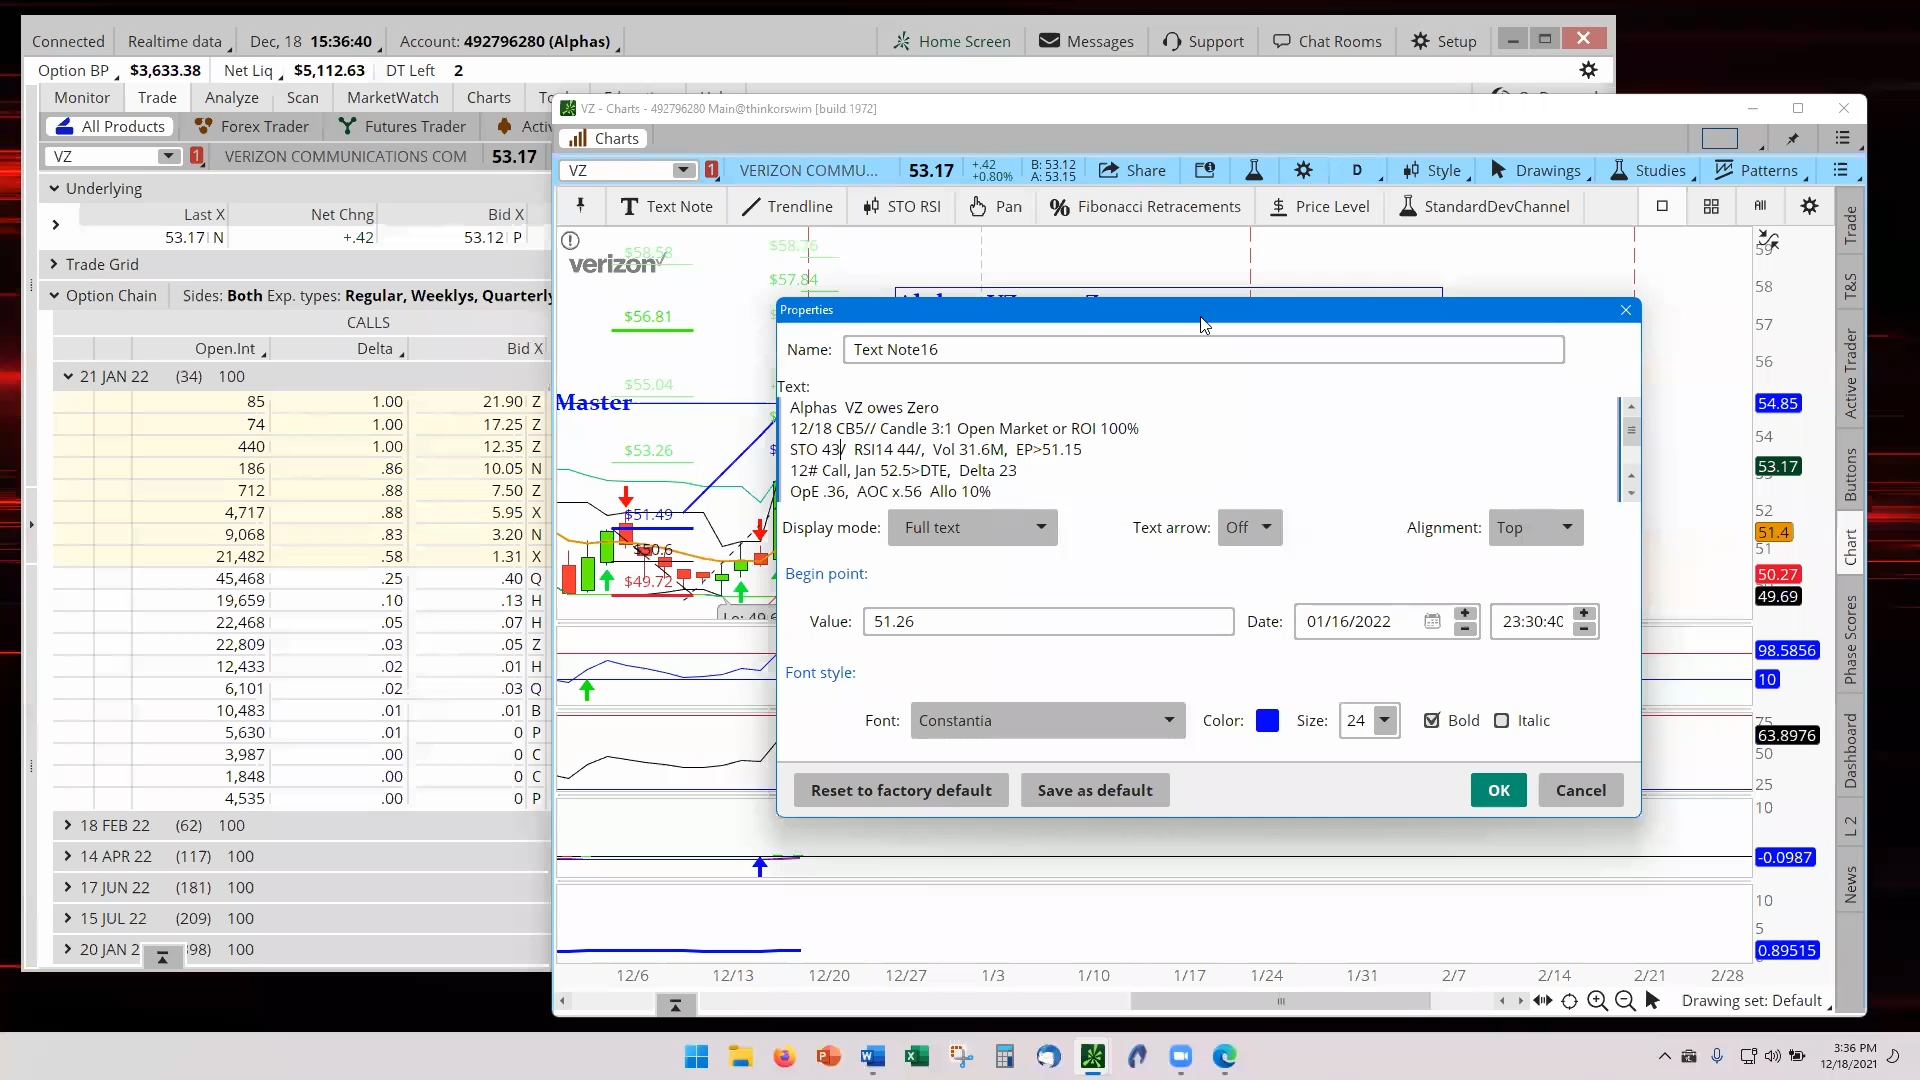 Connected
Realtime data
Dec, 18 15:36:40
Account: 492796280 (Alphas)
Home Screen
Messages
Support
Chat Rooms
Setup
Option BP $3,633.38
Net Liq $5,112.63
DT Left 2
Monitor
Trade
Analyze
Scan
MarketWatch
Charts
All Products
Forex Trader
Futures Trader
VZ
1
VERIZON COMMUNICATIONS COM
53.17
Underlying
Last X
Net Chng
Bid X
53.17 N
+.42
53.12 P
Trade Grid
Option Chain
Sides: Both Exp. types: Regular, Weeklys, Quarterly
CALLS
Open.Int
Delta
Bid X
21 JAN 22 (34) 100
85 1.00 21.90 Z
74 1.00 17.25 Z
440 1.00 12.35 Z
186 .86 10.05 N
712 .88 7.50 Z
4,717 .88 5.95 X
9,068 .83 3.20 N
21,482 .58 1.31 X
45,468 .25 .40 Q
19,659 .10 .13 H
22,468 .05 .07 H
22,809 .03 .05 Z
12,433 .02 .01 H
6,101 .02 .03 Q
10,483 .01 .01 B
5,630 .01 0 P
3,987 .00 0 C
1,848 .00 0 C
4,535 .00 0 P
18 FEB 22 (62) 100
14 APR 22 (117) 100
17 JUN 22 (181) 100
15 JUL 22 (209) 100
20 JAN 2 98) 100
VZ - Charts - 492796280 Main@thinkorswim [build 1972]
Charts
VZ
1
VERIZON COMMU...
53.17
+.42
+0.80%
B: 53.12
A: 53.15
Share
D
Style
Drawings
Studies
Patterns
Text Note
Trendline
STO RSI
Pan
Fibonacci Retracements
Price Level
StandardDevChannel
All
verizon
$58.58
$58.76
$57.84
$56.81
$55.04
Master
$53.26
$51.49
$50.6
$49.72
Properties
Name: Text Note16
Text:
Alphas  VZ owes Zero
12/18 CB5// Candle 3:1 Open Market or ROI 100%
STO 43/  RSI14 44/,  Vol 31.6M,  EP>51.15
12# Call, Jan 52.5>DTE,  Delta 23
OpE .36,  AOC x.56  Allo 10%
Display mode: Full text
Text arrow: Off
Alignment: Top
Begin point:
Value: 51.26
Date: 01/16/2022
23:30:40
Font style:
Font: Constantia
Color:
Size: 24
Bold
Italic
Reset to factory default
Save as default
OK
Cancel
59
58
57
56
54.85
54
53.17
52
51.4
51
50.27
49.69
98.5856
10
75
63.8976
50
25
10
-0.0987
10
5
0.89515
12/6
12/13
12/20
12/27
1/3
1/10
1/17
1/24
1/31
2/7
2/14
2/21
2/28
Drawing set: Default
Trade
T&S
Active Trader
Buttons
Chart
Phase Scores
Dashboard
L 2
News
3:36 PM
12/18/2021